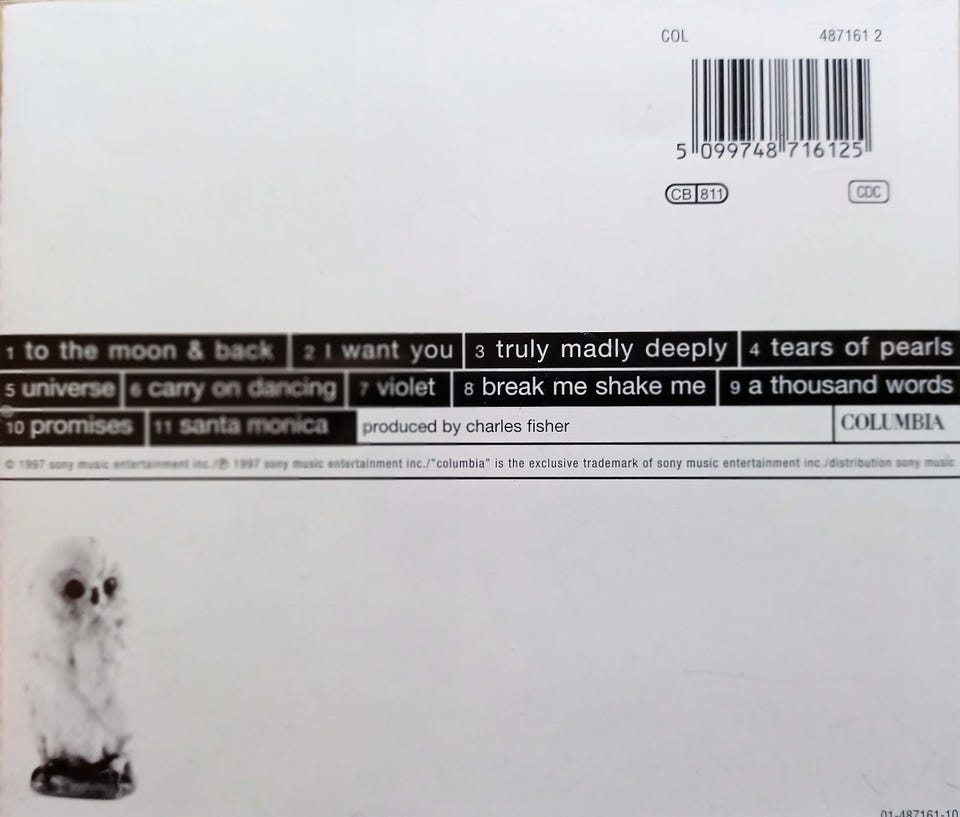 COL 487161 2
5 099748 716125
CB 811 CDC
1 to the moon & back 2 I want you 3 truly madly deeply 4 tears of pearls
5 universe 6 carry on dancing 7 violet 8 break me shake me 9 a thousand words
10 promises 11 santa monica produced by charles fisher COLUMBIA
© 1997 sony music entertainment inc./℗ 1997 sony music entertainment inc./"columbia" is the exclusive trademark of sony music entertainment inc./distribution sony music
01-487161-10